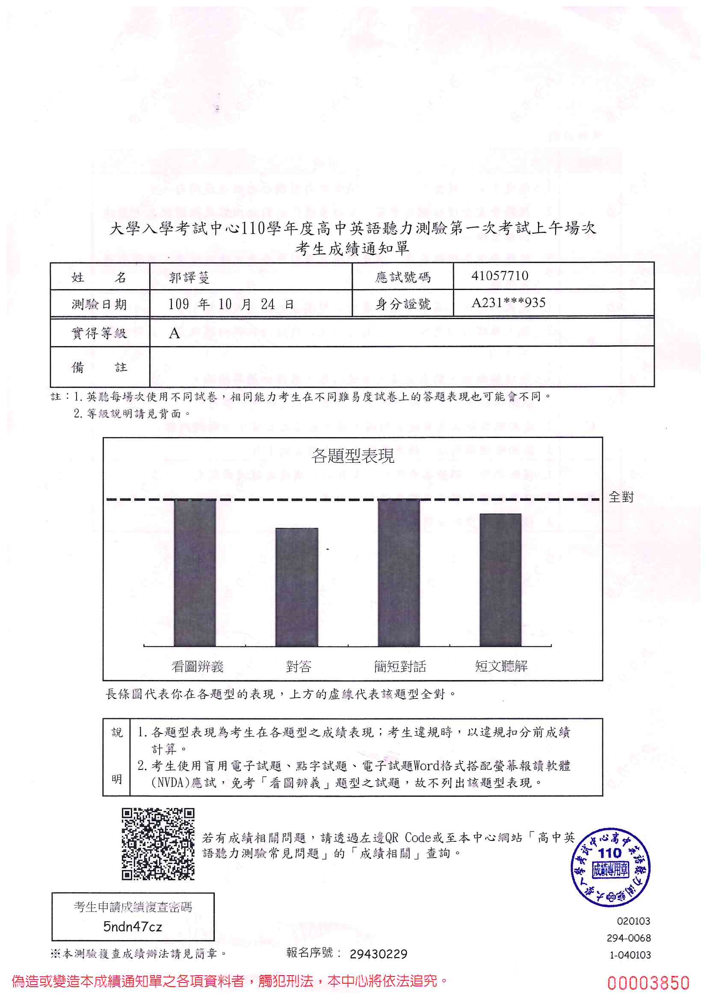 大學入學考試中心110學年度高中英語聽力測驗第一次考試上午場次
考生成績通知單
姓 名 郭譯蔓 應試號碼 41057710
測驗日期 109 年 10 月 24 日 身分證號 A231***935
實得等級 A
備 註
註：1. 英聽每場次使用不同試卷，相同能力考生在不同難易度試卷上的答題表現也可能會不同。
2. 等級說明請見背面。
各題型表現
全對
看圖辨義 對答 簡短對話 短文聽解
長條圖代表你在各題型的表現，上方的虛線代表該題型全對。
說明
1. 各題型表現為考生在各題型之成績表現；考生違規時，以違規扣分前成績
計算。
2. 考生使用盲用電子試題、點字試題、電子試題Word格式搭配螢幕報讀軟體
(NVDA)應試，免考「看圖辨義」題型之試題，故不列出該題型表現。
若有成績相關問題，請透過左邊QR Code或至本中心網站「高中英
語聽力測驗常見問題」的「成績相關」查詢。
大學入學考試中心高中英語聽力測驗
110
成績專用章
考生申請成績複查密碼
5ndn47cz
020103
294-0068
1-040103
※本測驗複查成績辦法請見簡章。 報名序號： 29430229
偽造或變造本成績通知單之各項資料者，觸犯刑法，本中心將依法追究。 00003850